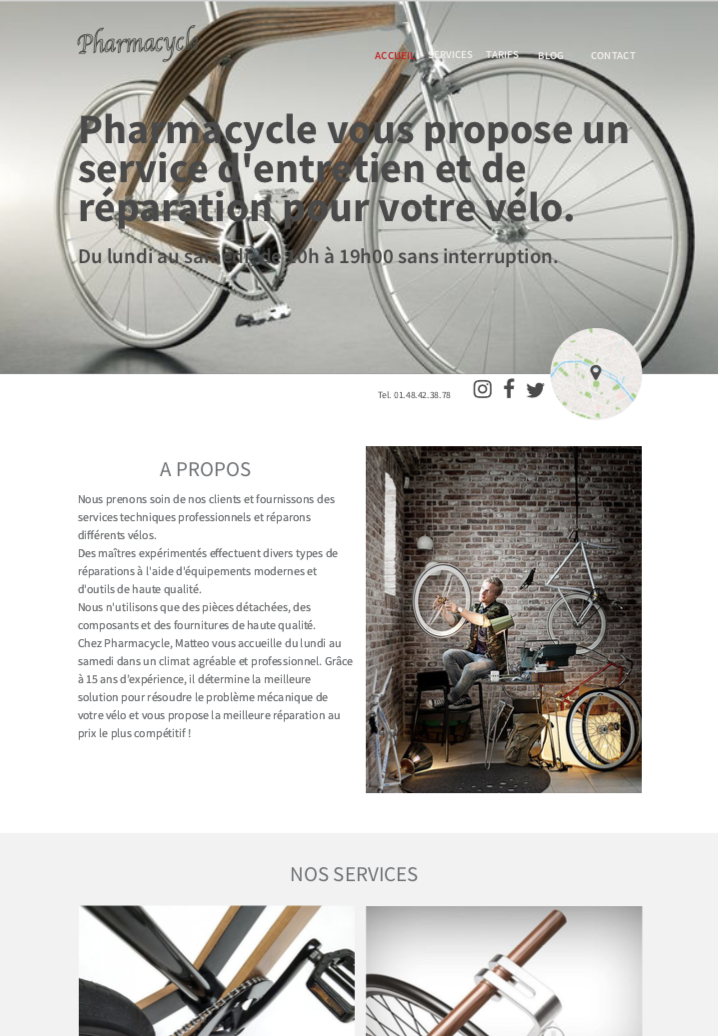 Pharmacycle
ACCUEIL SERVICES TARIFS BLOG CONTACT
Pharmacycle vous propose un
service d'entretien et de
réparation pour votre vélo.
Du lundi au samedi de 10h à 19h00 sans interruption.
Tel. 01.48.42.38.78
A PROPOS
Nous prenons soin de nos clients et fournissons des
services techniques professionnels et réparons
différents vélos.
Des maîtres expérimentés effectuent divers types de
réparations à l'aide d'équipements modernes et
d'outils de haute qualité.
Nous n'utilisons que des pièces détachées, des
composants et des fournitures de haute qualité.
Chez Pharmacycle, Matteo vous accueille du lundi au
samedi dans un climat agréable et professionnel. Grâce
à 15 ans d'expérience, il détermine la meilleure
solution pour résoudre le problème mécanique de
votre vélo et vous propose la meilleure réparation au
prix le plus compétitif !
NOS SERVICES